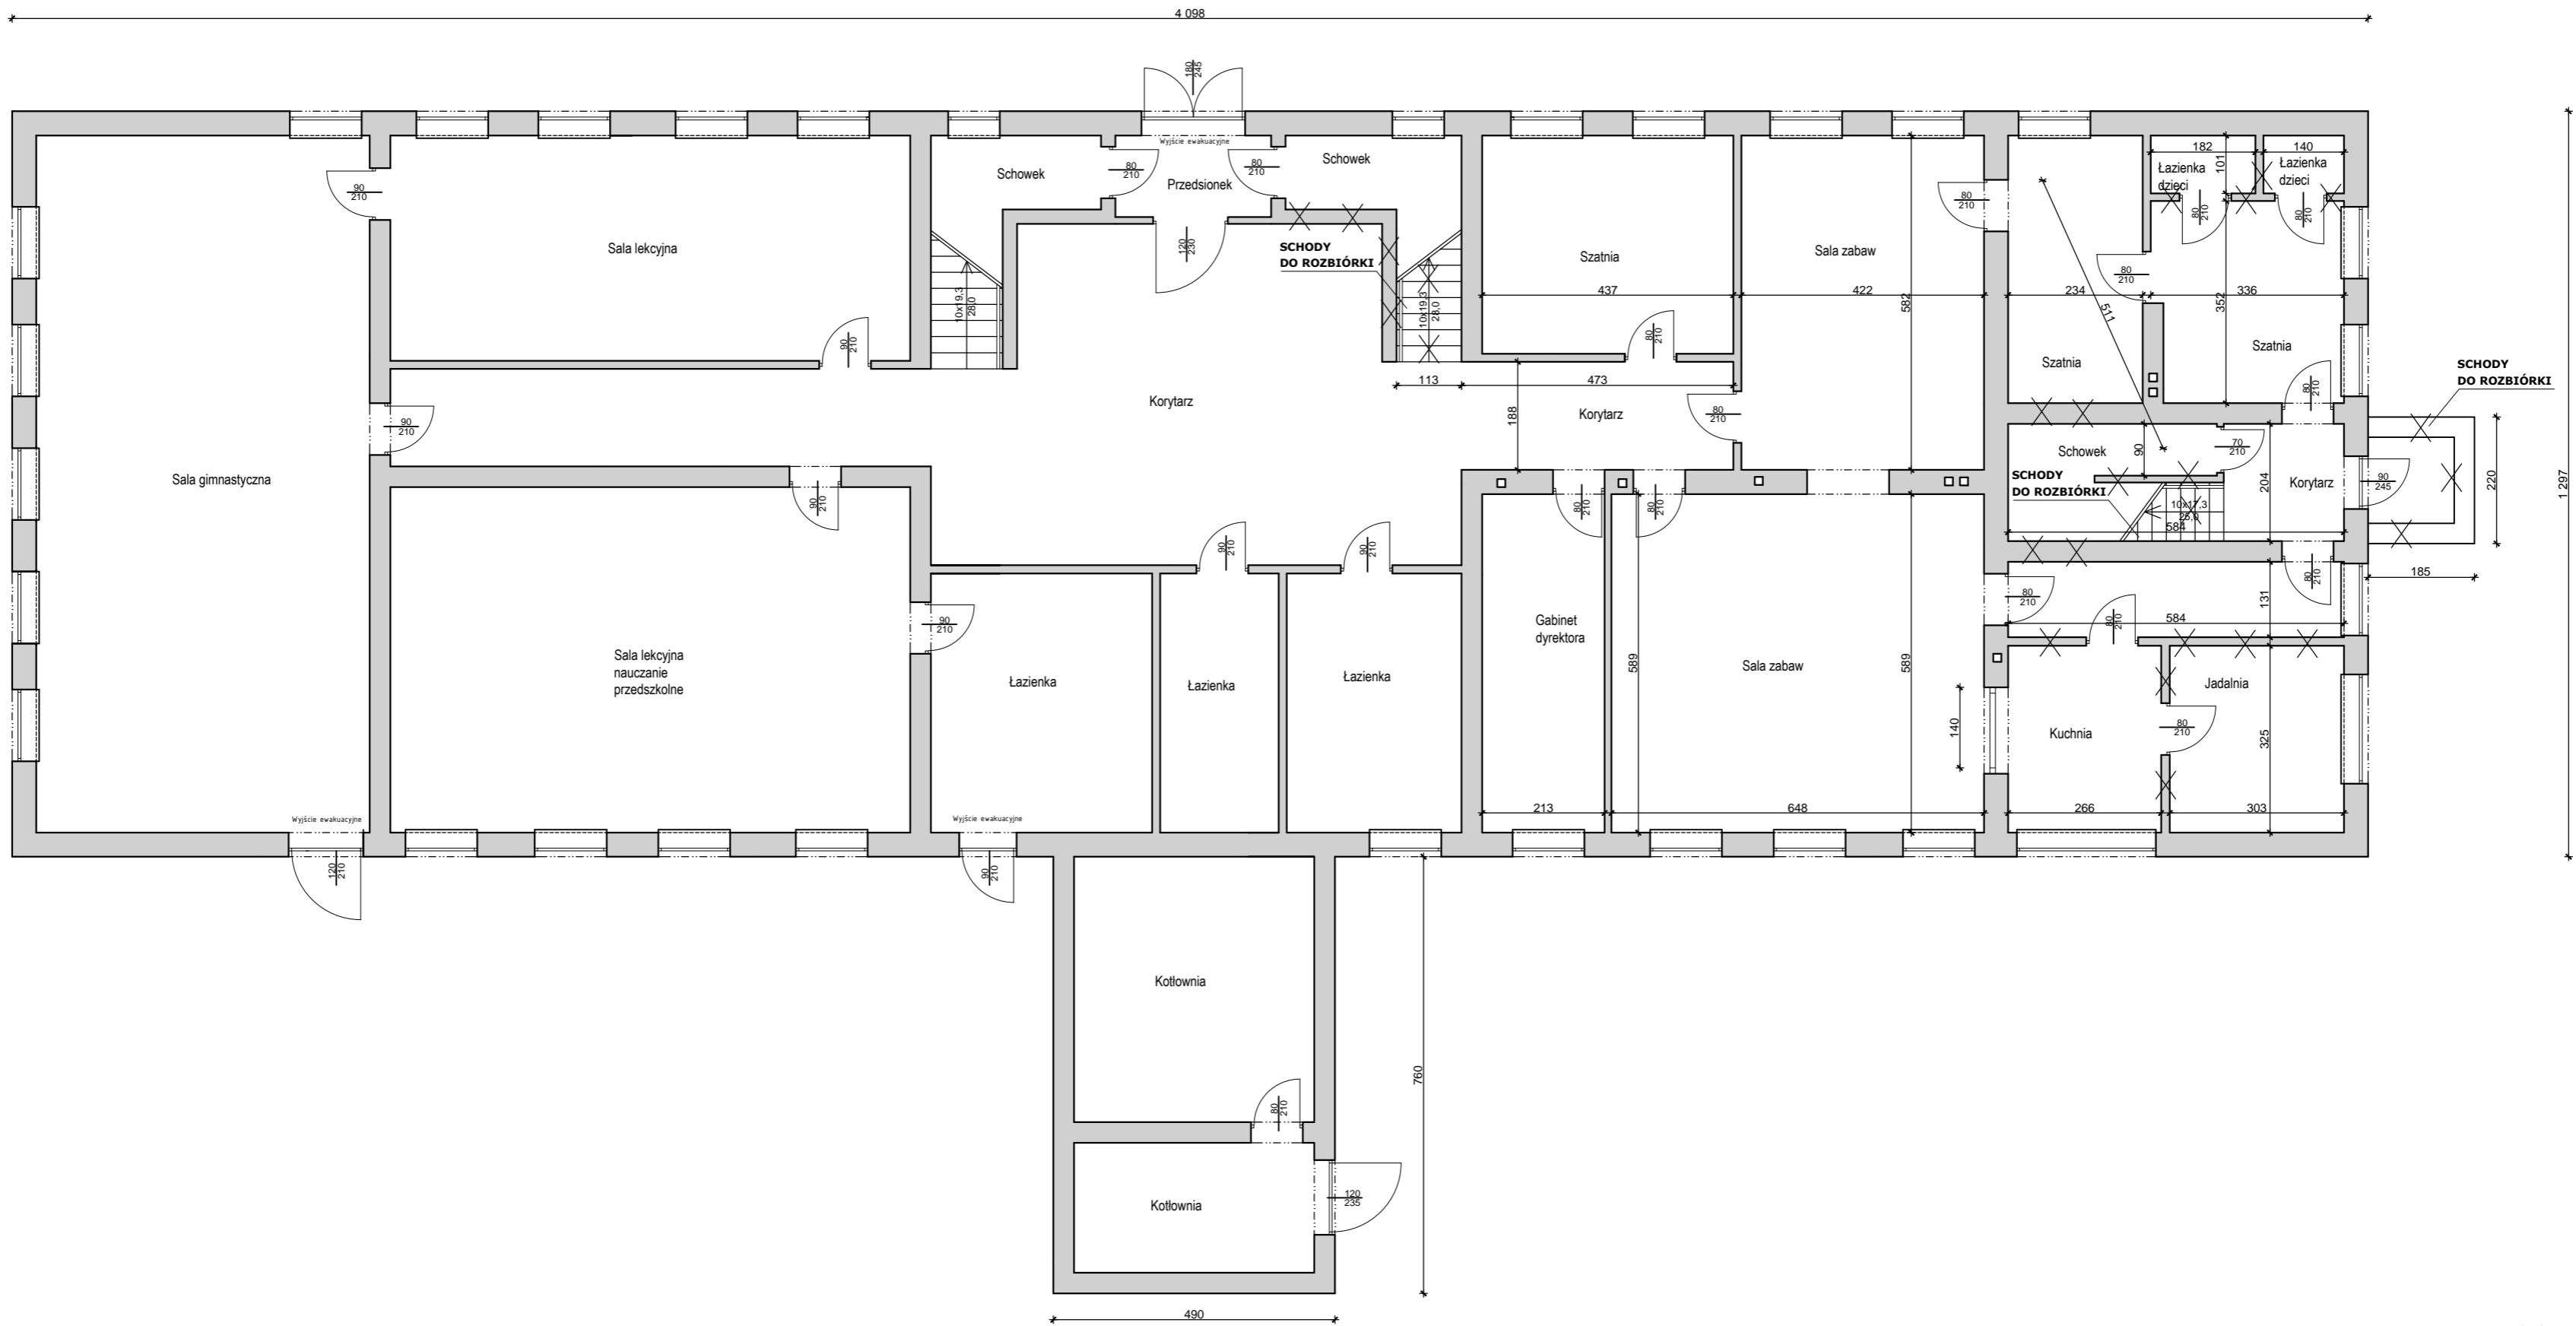 4 098
180
245
Wyjście ewakuacyjne
Schowek
80
210
Przedsionek
80
210
Schowek
90
210
Sala lekcyjna
120
230
SCHODY
DO ROZBIÓRKI
10x19,3
28,0
10x19,3
28,0
90
210
Szatnia
437
80
210
Sala zabaw
422
582
80
210
182
101
Łazienka
dzieci
140
Łazienka
dzieci
80
210
80
210
80
210
234
511
352
336
Szatnia
Szatnia
80
210
SCHODY
DO ROZBIÓRKI
113
473
188
Korytarz
Korytarz
80
210
90
210
Sala gimnastyczna
90
210
Schowek
90
70
210
SCHODY
DO ROZBIÓRKI
10x17,3
25,0
584
204
Korytarz
90
245
220
1 297
185
80
210
80
210
90
210
90
210
90
210
Sala lekcyjna
nauczanie
przedszkolne
Łazienka
Łazienka
Łazienka
Gabinet
dyrektora
589
Sala zabaw
589
80
210
80
210
584
131
80
210
140
Kuchnia
80
210
Jadalnia
325
213
648
266
303
Wyjście ewakuacyjne
120
210
Wyjście ewakuacyjne
90
210
Kotłownia
760
80
210
Kotłownia
120
235
490